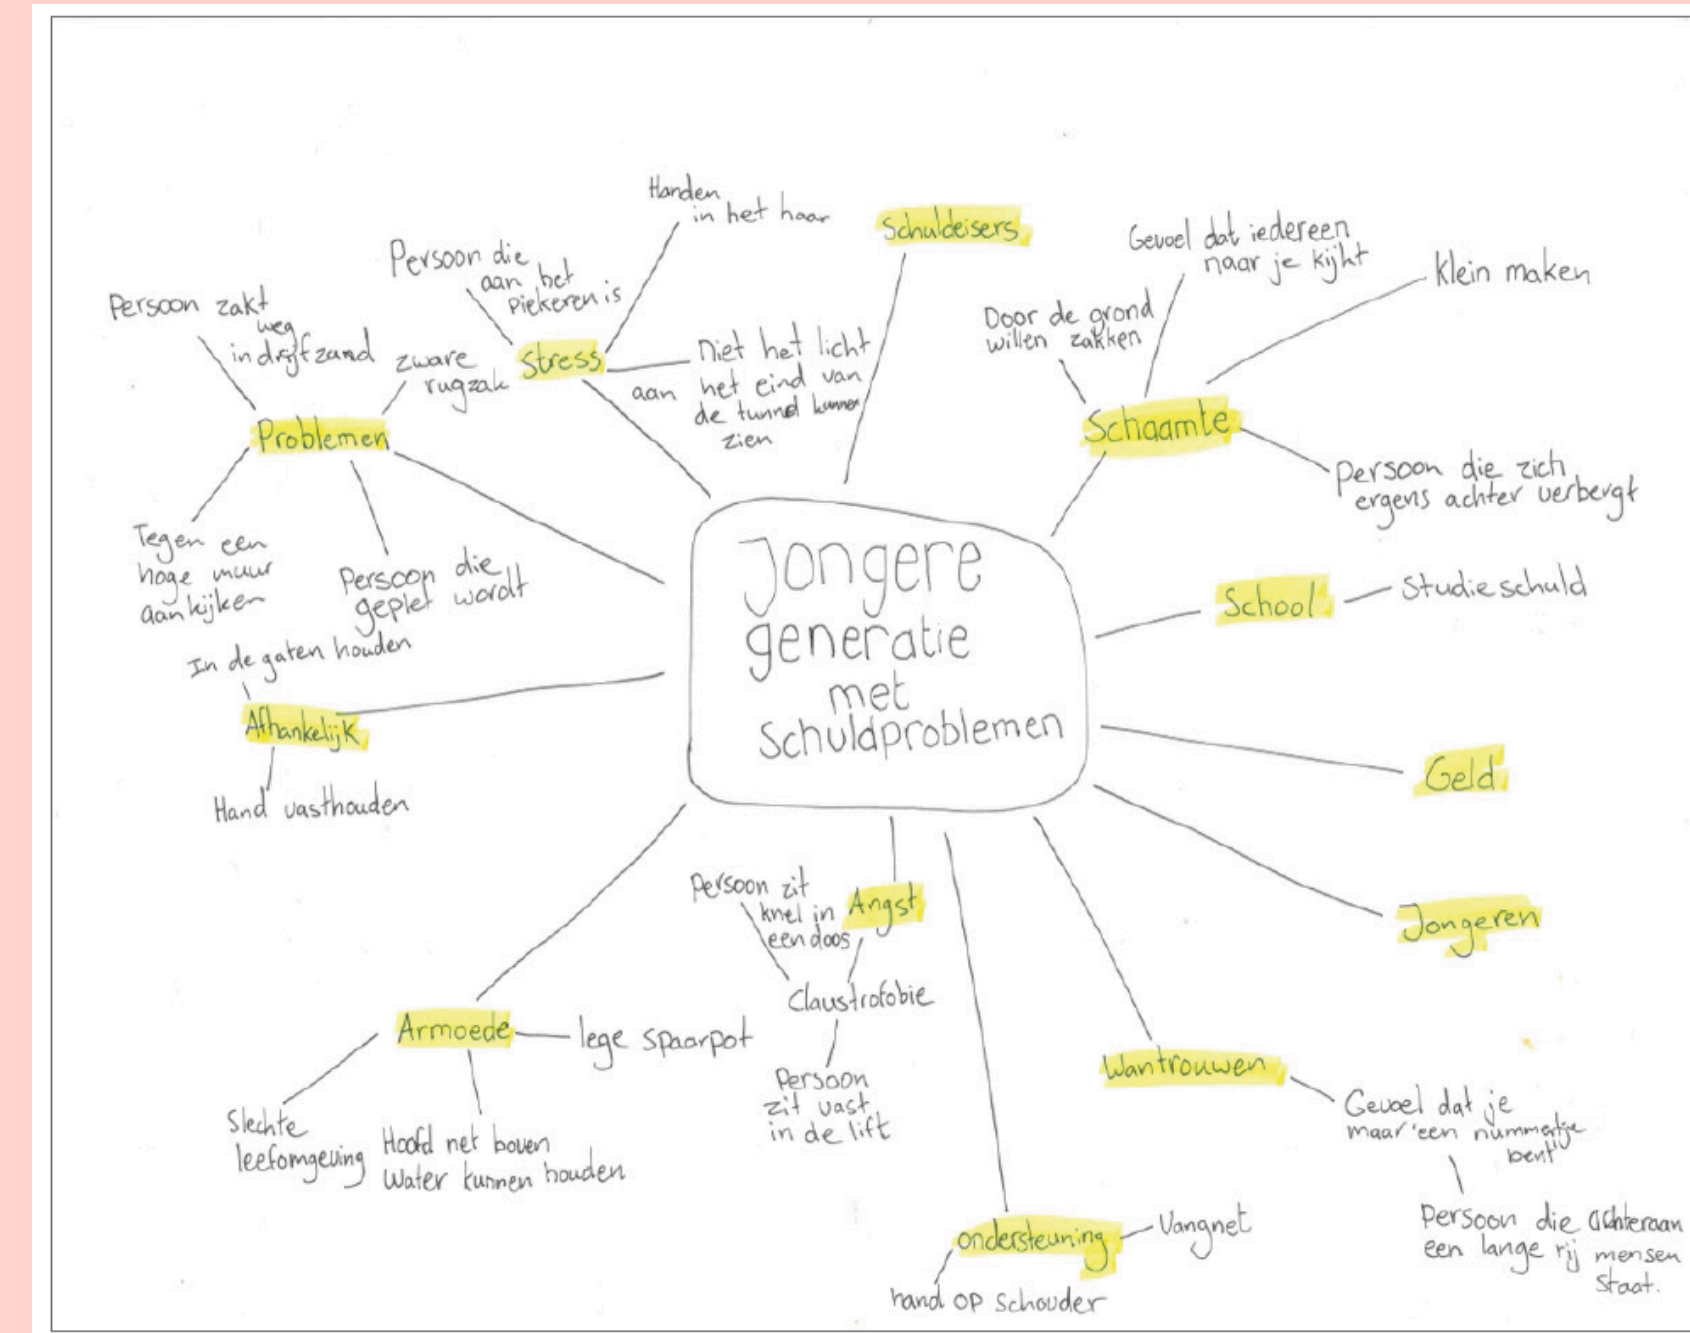 Jongere
generatie
met
Schuldproblemen
Problemen
Persoon zakt
weg
in drijfzand
zware
rugzak
Tegen een
hoge muur
aankijken
Persoon die
geplet wordt
Stress
Persoon die
aan het
piekeren is
Handen
in het haar
Niet het licht
aan het eind van
de tunnel kunnen
zien
Schuldeisers
Schaamte
Door de grond
willen zakken
Gevoel dat iedereen
naar je kijkt
Klein maken
Persoon die zich
ergens achter verbergt
School
Studieschuld
Geld
Jongeren
Wantrouwen
Gevoel dat je
maar 'een nummertje
bent'
Persoon die achteraan
een lange rij mensen
staat.
ondersteuning
Vangnet
hand op schouder
Angst
Claustrofobie
Persoon zit
knel in
een doos
Persoon
zit vast
in de lift
Armoede
lege spaarpot
Hoofd net boven
water kunnen houden
Slechte
leefomgeving
Afhankelijk
In de gaten houden
Hand vasthouden